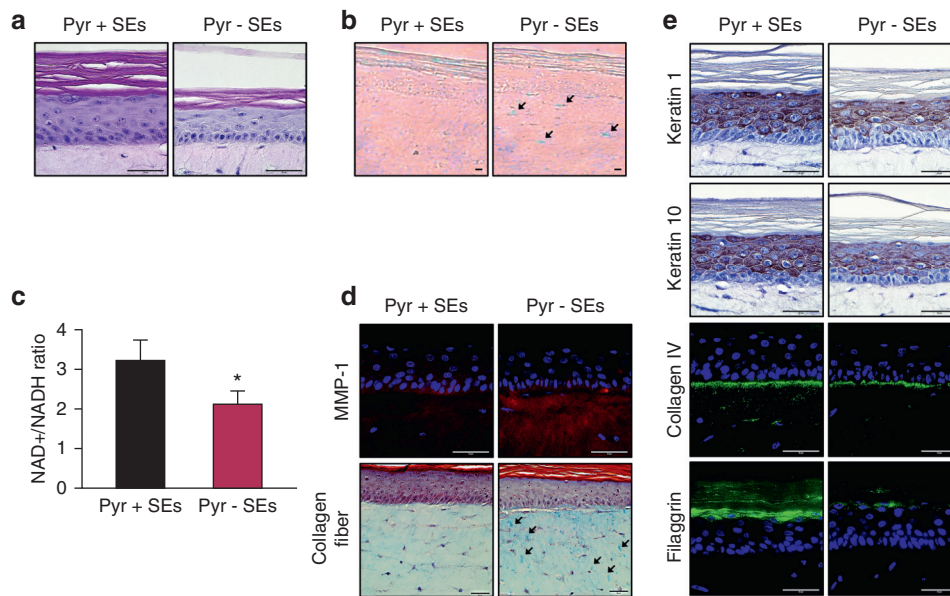 a
Pyr + SEs
Pyr - SEs
b
Pyr + SEs
Pyr - SEs
c
NAD+/NADH ratio
4
3
2
1
0
*
Pyr + SEs
Pyr - SEs
d
Pyr + SEs
Pyr - SEs
MMP-1
Collagen
fiber
e
Pyr + SEs
Pyr - SEs
Keratin 1
Keratin 10
Collagen IV
Filaggrin